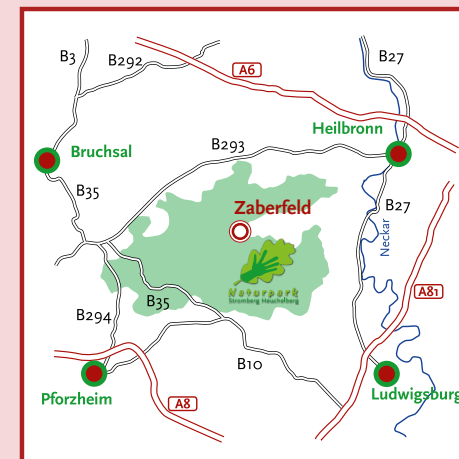 B3
B292
A6
B27
Heilbronn
Bruchsal
B293
B35
Zaberfeld
B27
Neckar
Naturpark
Stromberg Heuchelberg
A81
B35
B294
B10
Pforzheim
A8
Ludwigsburg